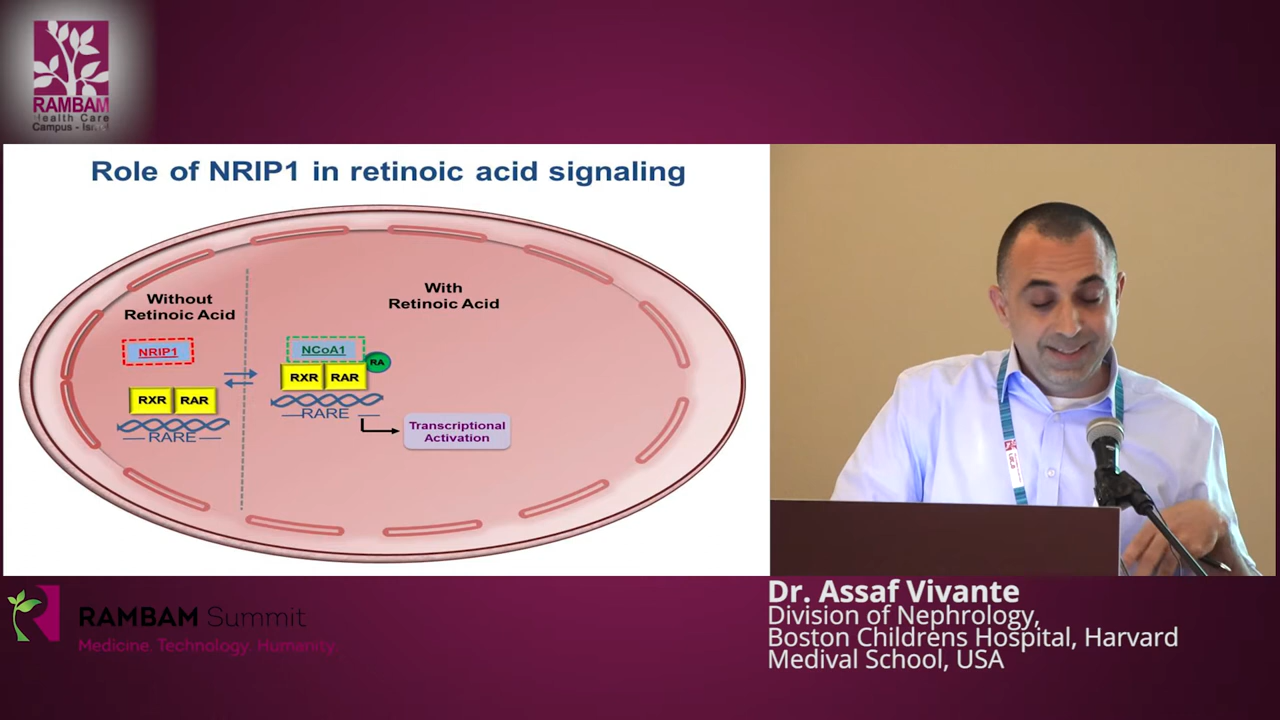 RAMBAM
Health Care
Campus - Israel
Role of NRIP1 in retinoic acid signaling
Without
Retinoic Acid
With
Retinoic Acid
NRIP1
NCoA1
RA
RXR RAR
RARE
RXR RAR
RARE
Transcriptional
Activation
RAMBAM Summit
Medicine. Technology. Humanity.
Dr. Assaf Vivante
Division of Nephrology,
Boston Childrens Hospital, Harvard
Medival School, USA